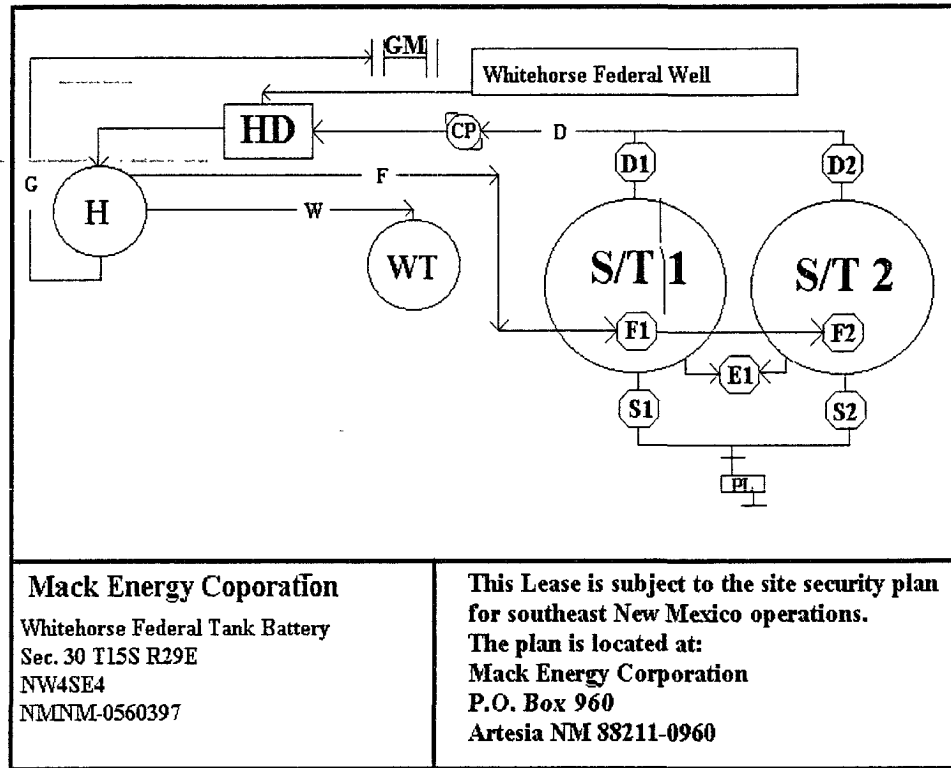 GM
Whitehorse Federal Well
HD
CP
D
D1
D2
G
F
H
W
WT
S/T 1
S/T 2
F1
F2
E1
S1
S2
PL
Mack Energy Coporation
Whitehorse Federal Tank Battery
Sec. 30 T15S R29E
NW4SE4
NMNM-0560397
This Lease is subject to the site security plan
for southeast New Mexico operations.
The plan is located at:
Mack Energy Corporation
P.O. Box 960
Artesia NM 88211-0960